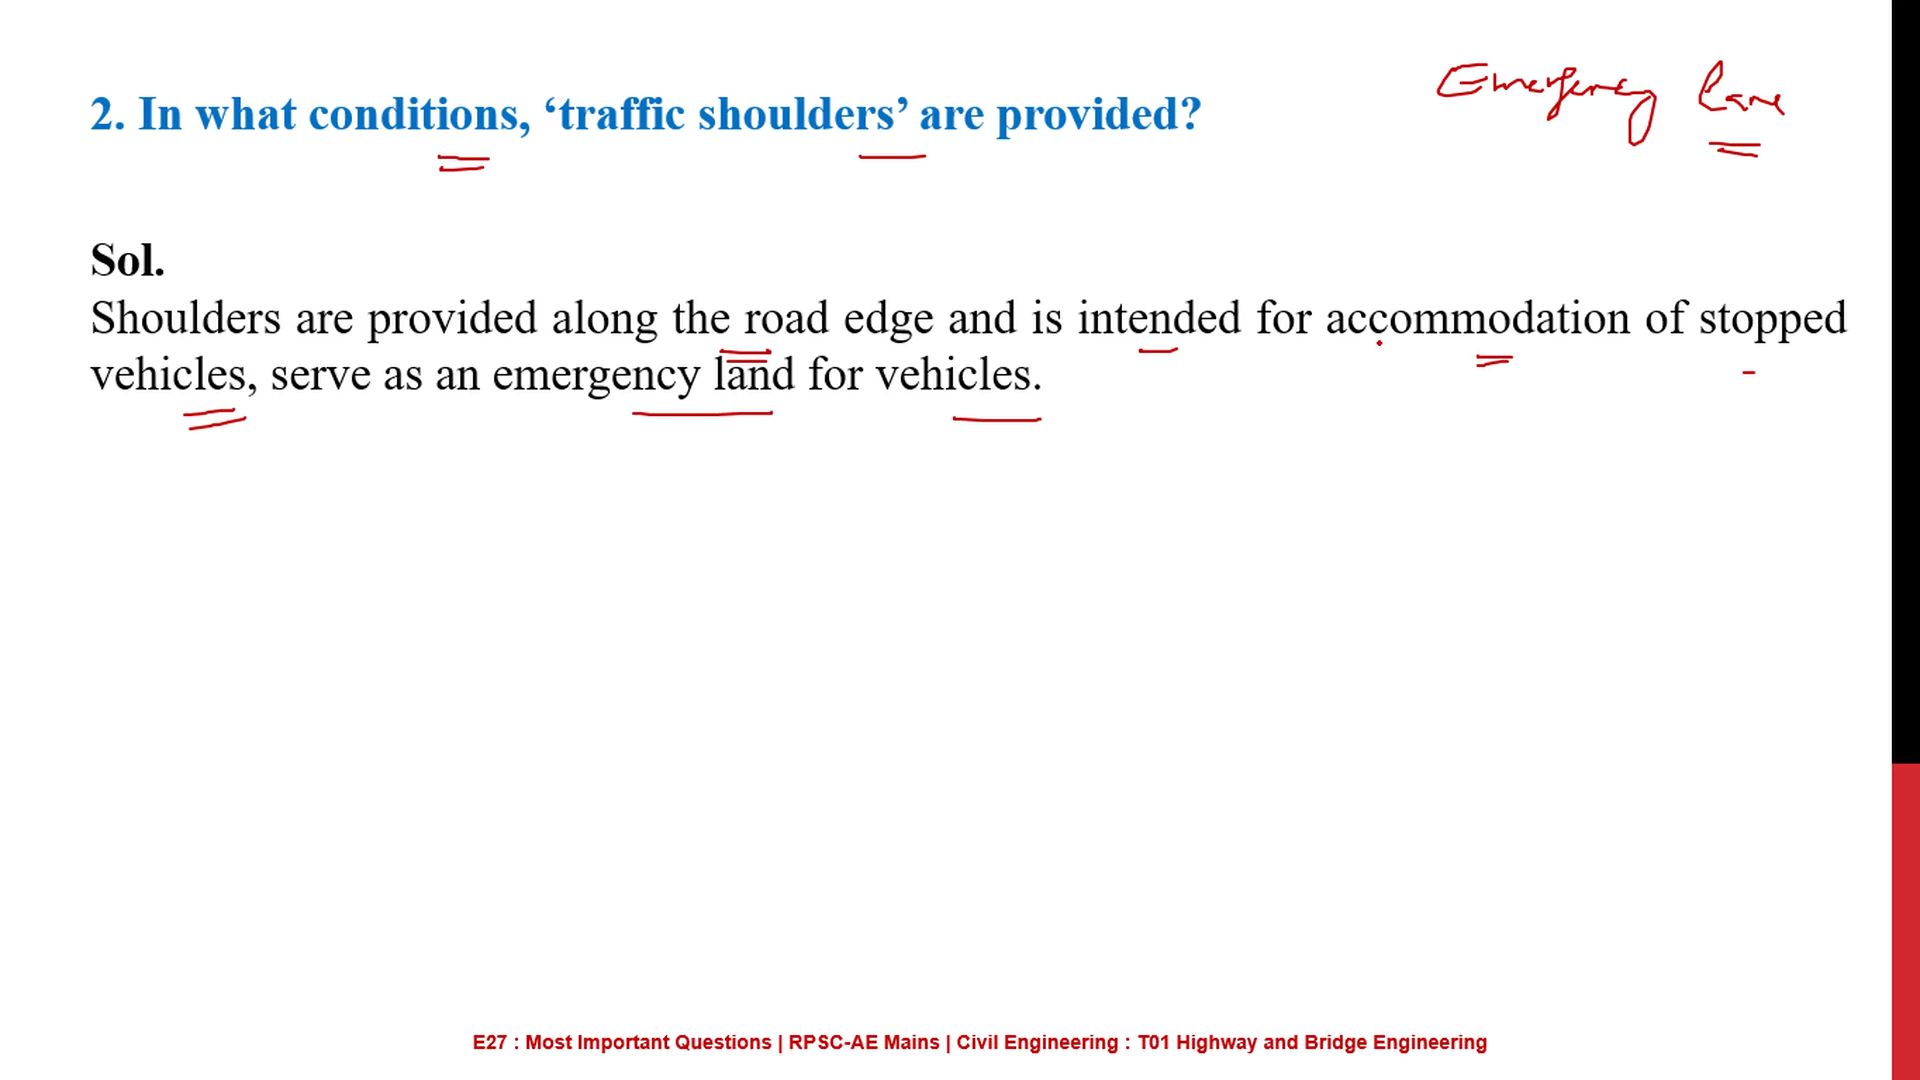 2. In what conditions, ‘traffic shoulders’ are provided?
Emergency lane
Sol.
Shoulders are provided along the road edge and is intended for accommodation of stopped
vehicles, serve as an emergency land for vehicles.
E27 : Most Important Questions | RPSC-AE Mains | Civil Engineering : T01 Highway and Bridge Engineering